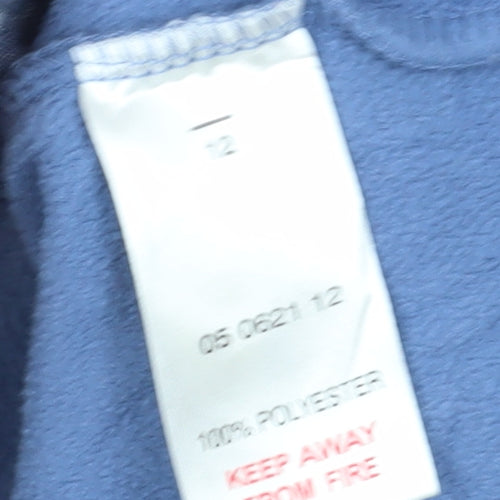 12
05 0621 12
100% POLYESTER
KEEP AWAY
FROM FIRE